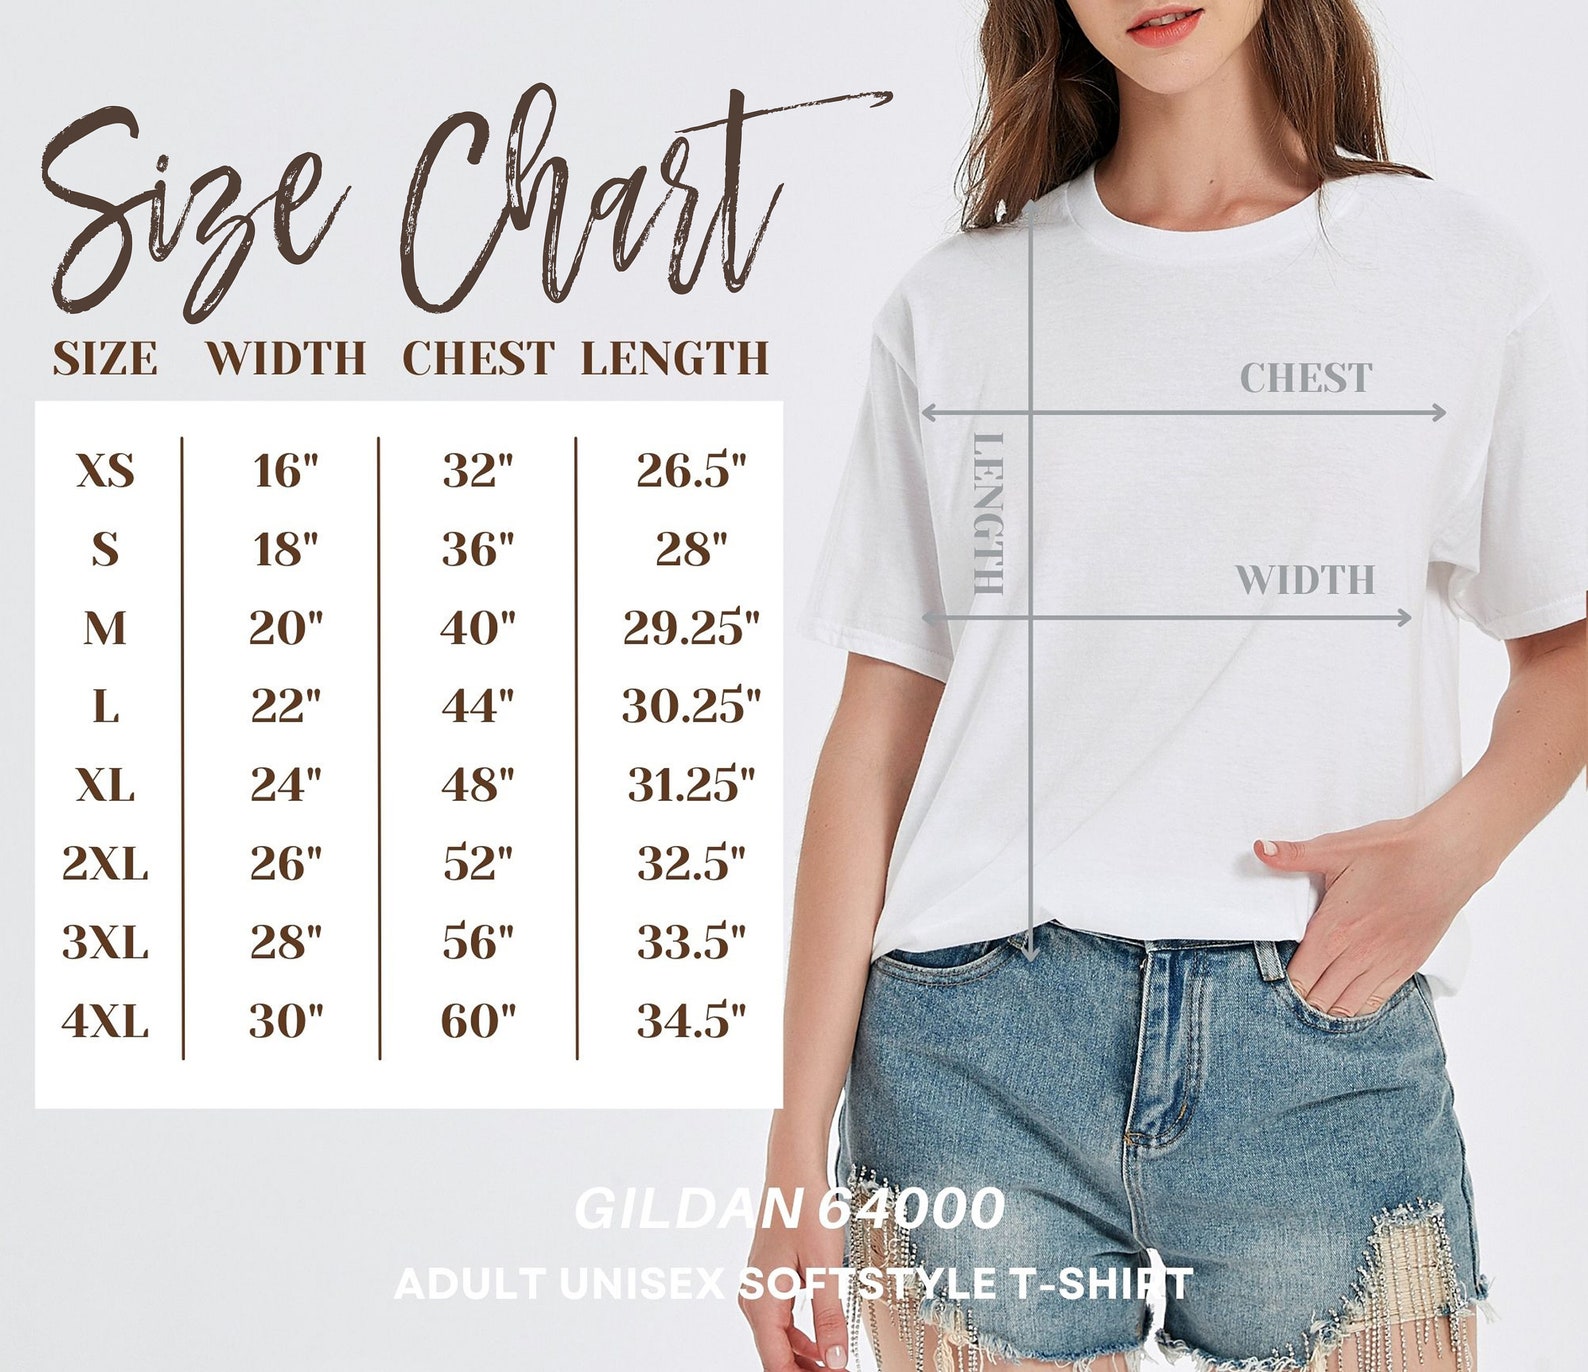 Size Chart
SIZE WIDTH CHEST LENGTH
XS 16" 32" 26.5"
S 18" 36" 28"
M 20" 40" 29.25"
L 22" 44" 30.25"
XL 24" 48" 31.25"
2XL 26" 52" 32.5"
3XL 28" 56" 33.5"
4XL 30" 60" 34.5"
CHEST
LENGTH
WIDTH
GILDAN 64000
ADULT UNISEX SOFTSTYLE T-SHIRT